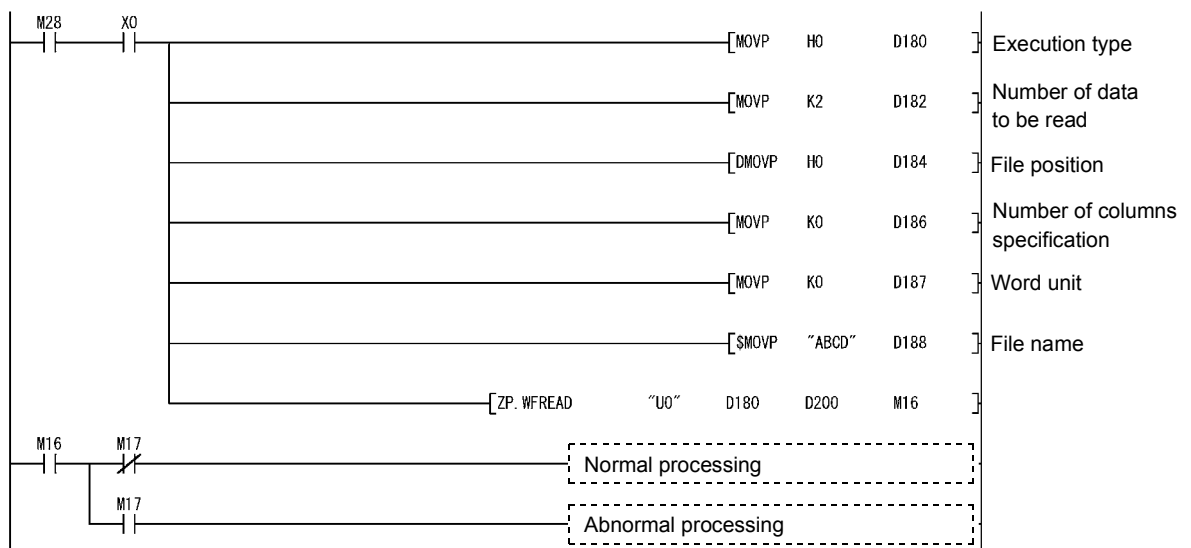 M28 X0
MOVP H0 D180 Execution type
MOVP K2 D182 Number of data
to be read
DMOVP H0 D184 File position
MOVP K0 D186 Number of columns
specification
MOVP K0 D187 Word unit
$MOVP "ABCD" D188 File name
ZP.WFREAD "U0" D180 D200 M16
M16 M17
Normal processing
M17
Abnormal processing